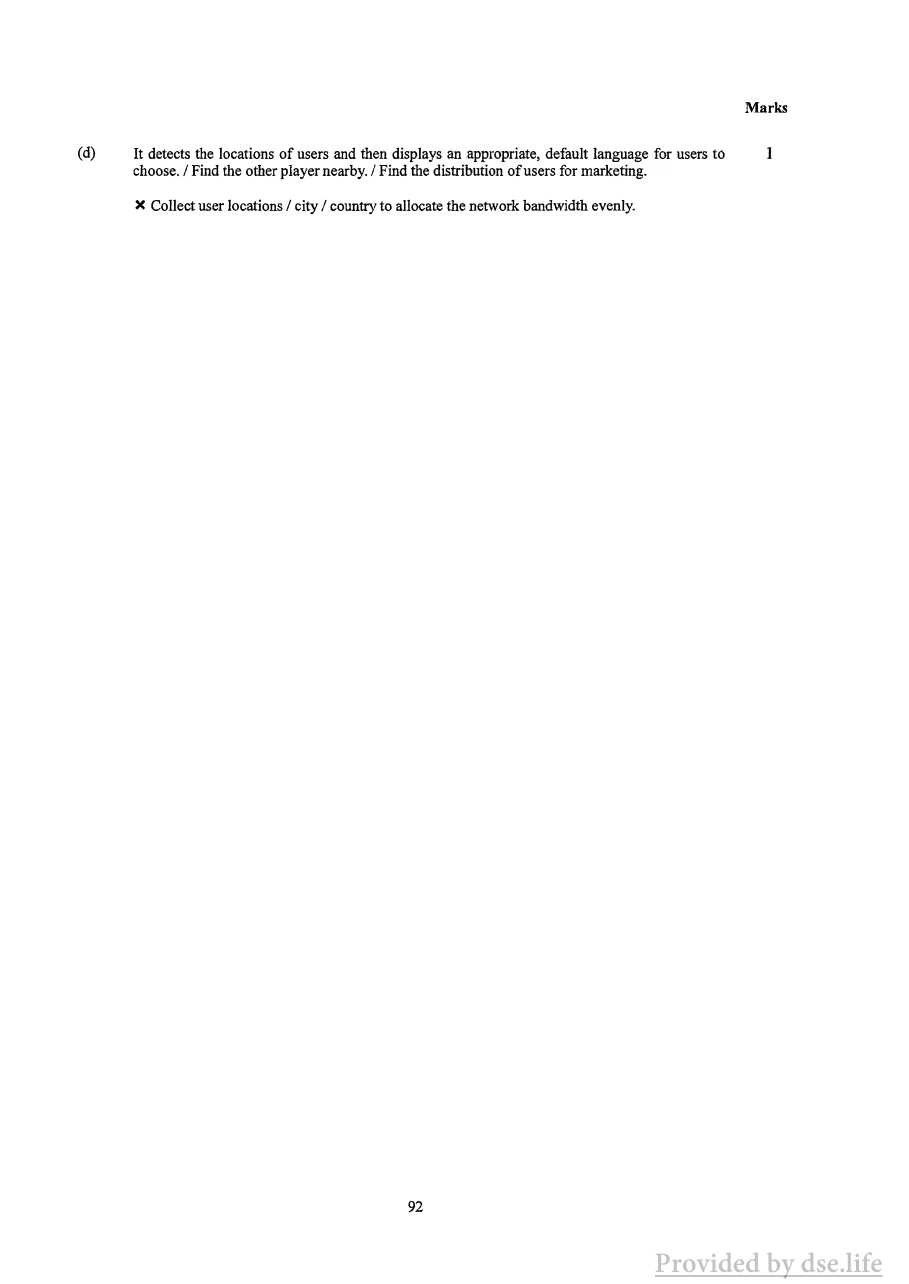 Marks
(d) It detects the locations of users and then displays an appropriate, default language for users to 1
choose. / Find the other player nearby. / Find the distribution of users for marketing.
✗ Collect user locations / city / country to allocate the network bandwidth evenly.
92
Provided by dse.life